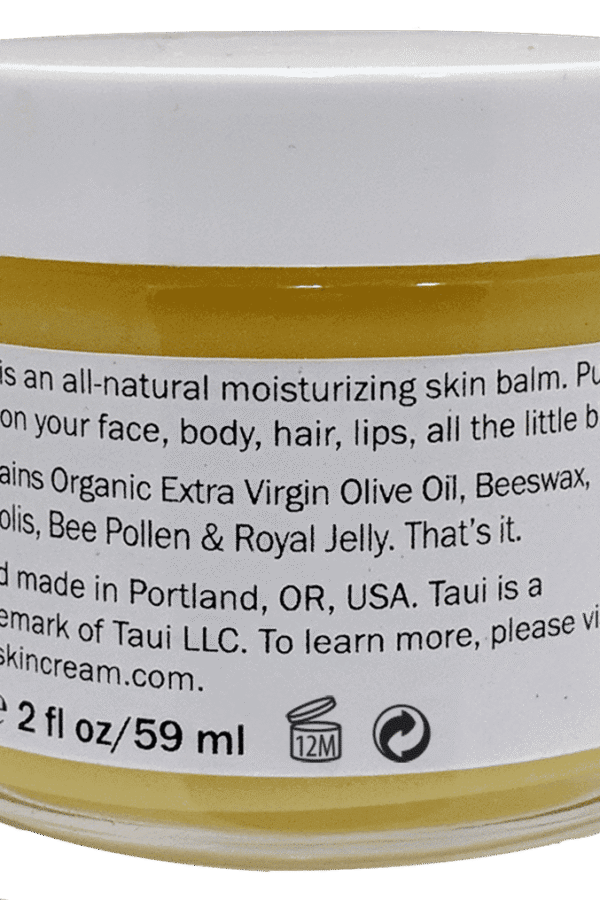 is an all-natural moisturizing skin balm. Pu
on your face, body, hair, lips, all the little b
ains Organic Extra Virgin Olive Oil, Beeswax,
olis, Bee Pollen & Royal Jelly. That's it.
d made in Portland, OR, USA. Taui is a
emark of Taui LLC. To learn more, please vi
skincream.com.
e 2 fl oz/59 ml
12M